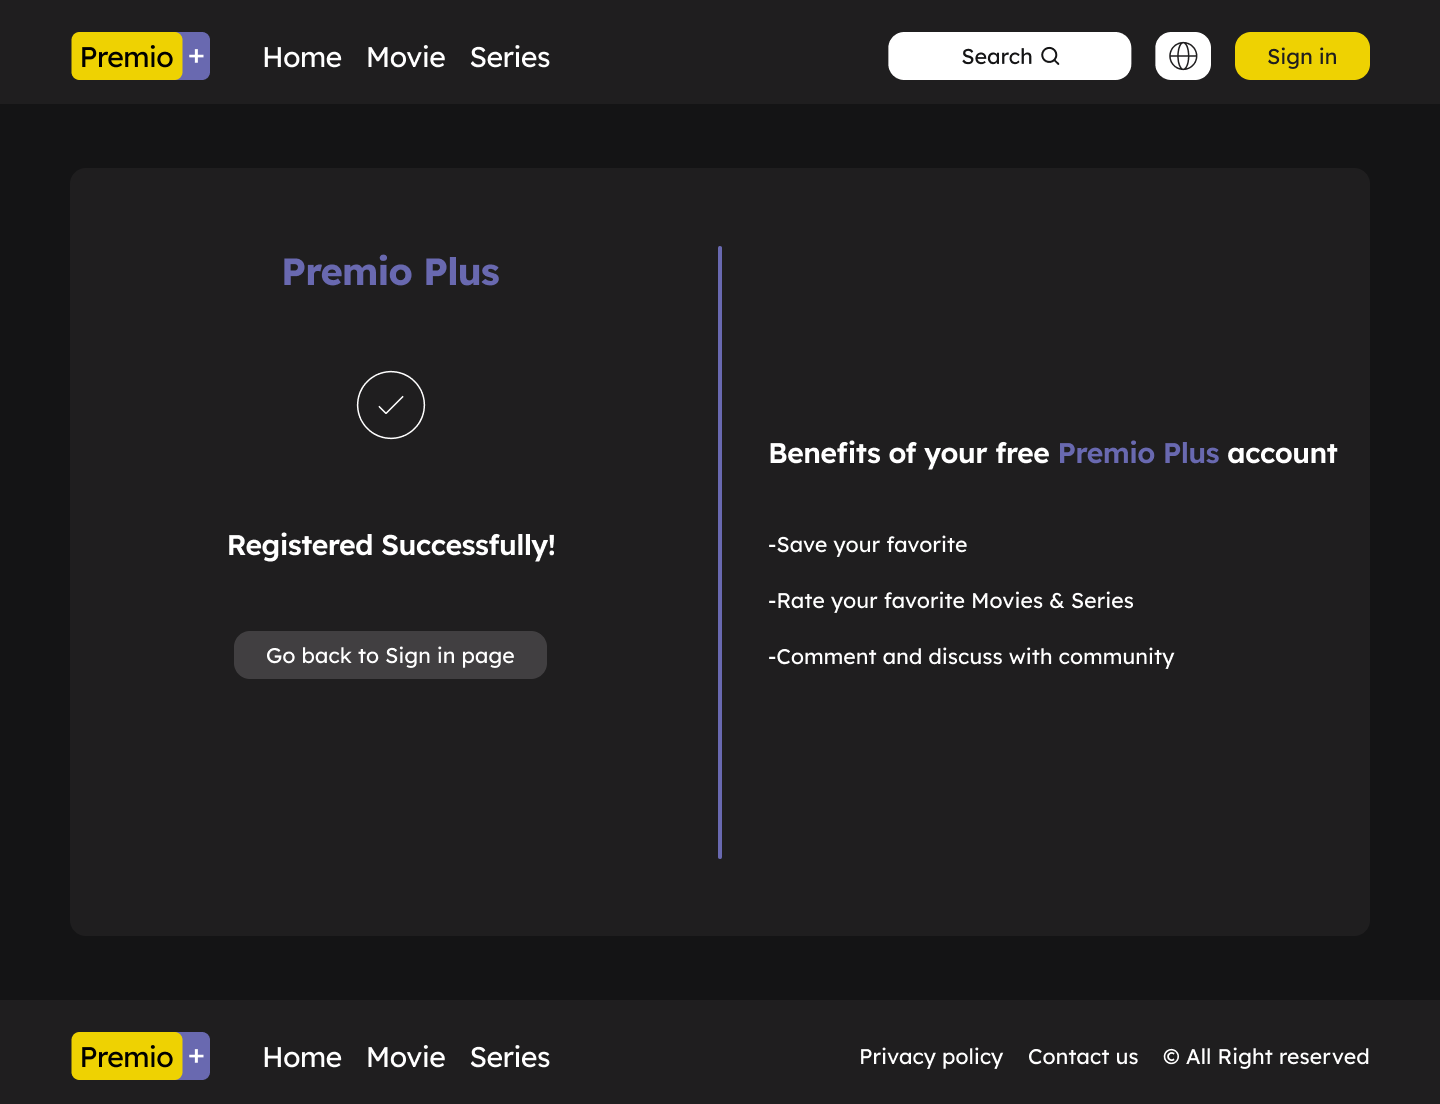 Premio +
Home Movie Series
Search
Sign in
Premio Plus
Registered Successfully!
Go back to Sign in page
Benefits of your free Premio Plus account
-Save your favorite
-Rate your favorite Movies & Series
-Comment and discuss with community
Premio +
Home Movie Series
Privacy policy Contact us © All Right reserved